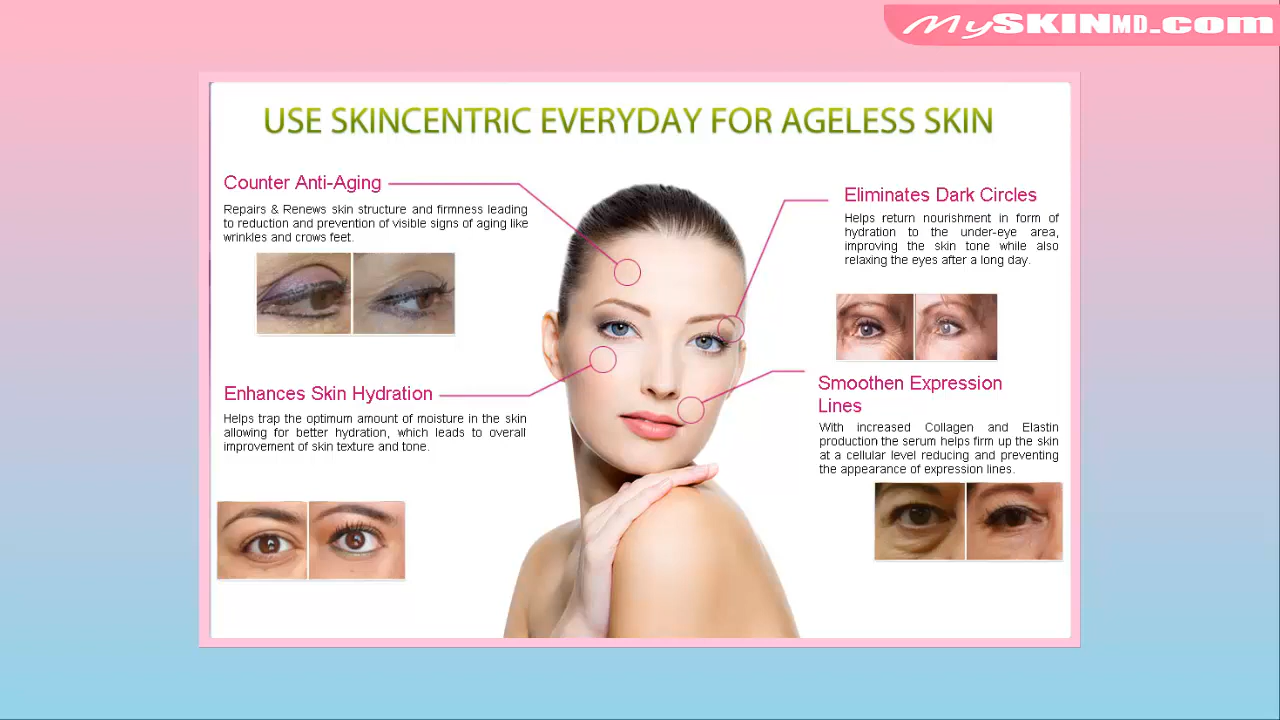 MySKINMD.com
USE SKINCENTRIC EVERYDAY FOR AGELESS SKIN
Counter Anti-Aging
Repairs & Renews skin structure and firmness leading
to reduction and prevention of visible signs of aging like
wrinkles and crows feet.
Enhances Skin Hydration
Helps trap the optimum amount of moisture in the skin
allowing for better hydration, which leads to overall
improvement of skin texture and tone.
Eliminates Dark Circles
Helps return nourishment in form of
hydration to the under-eye area,
improving the skin tone while also
relaxing the eyes after a long day.
Smoothen Expression
Lines
With increased Collagen and Elastin
production the serum helps firm up the skin
at a cellular level reducing and preventing
the appearance of expression lines.